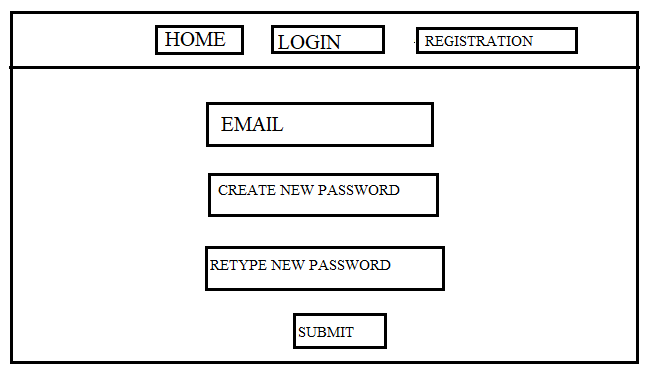 HOME LOGIN REGISTRATION
EMAIL
CREATE NEW PASSWORD
RETYPE NEW PASSWORD
SUBMIT